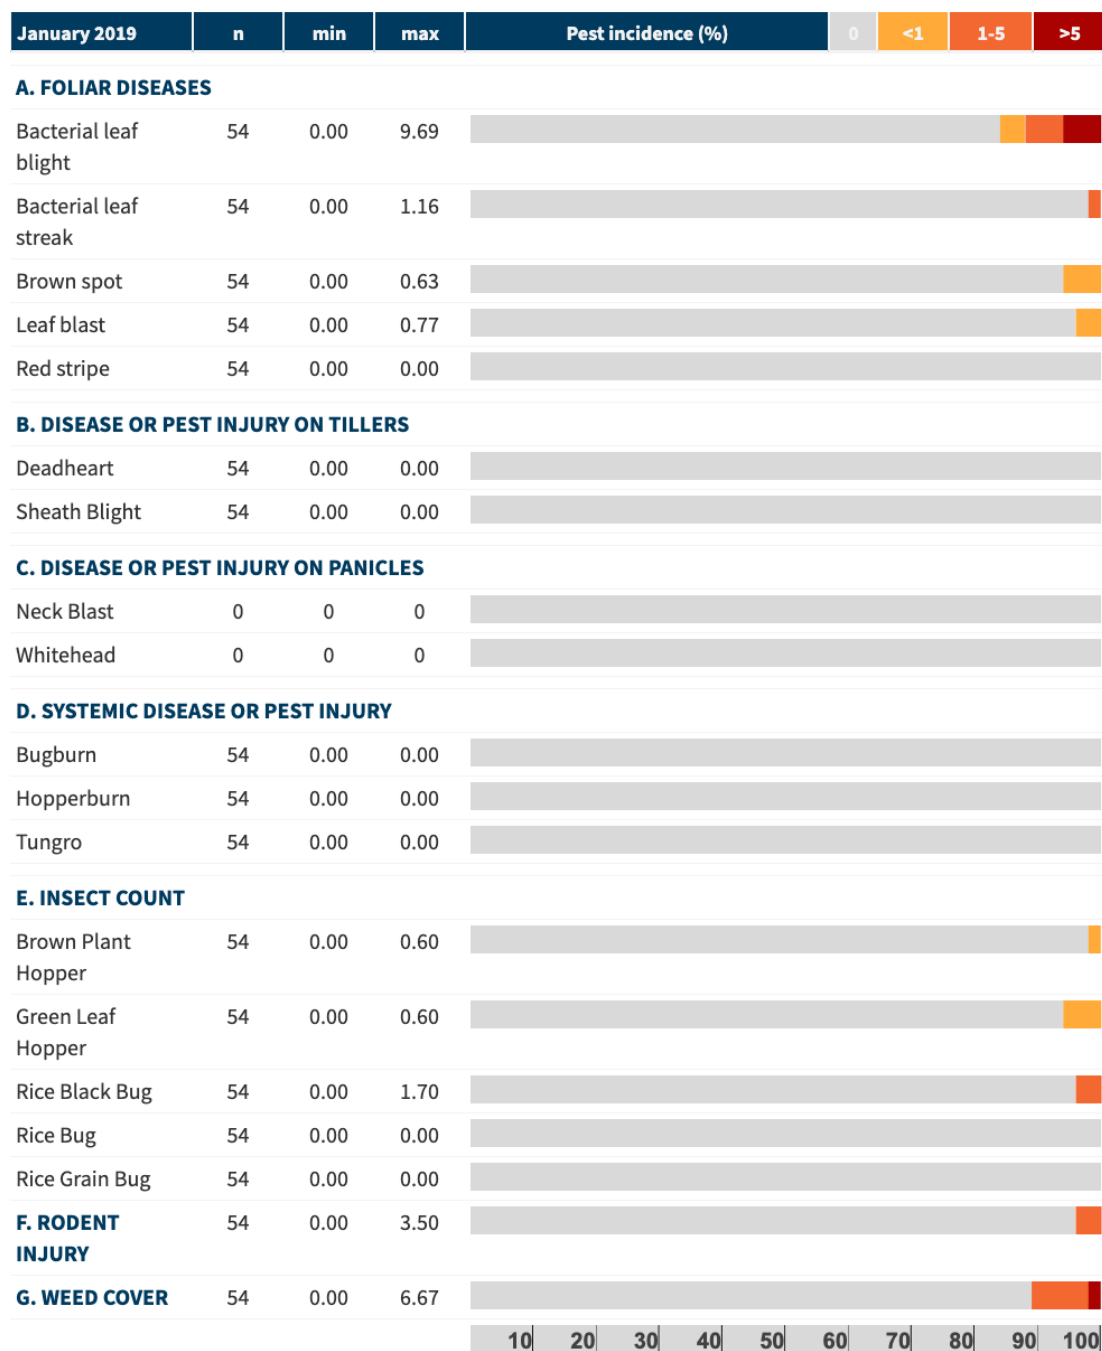 January 2019 n min max Pest incidence (%) 0 <1 1-5 >5
A. FOLIAR DISEASES
Bacterial leaf 54 0.00 9.69
blight
Bacterial leaf 54 0.00 1.16
streak
Brown spot 54 0.00 0.63
Leaf blast 54 0.00 0.77
Red stripe 54 0.00 0.00
B. DISEASE OR PEST INJURY ON TILLERS
Deadheart 54 0.00 0.00
Sheath Blight 54 0.00 0.00
C. DISEASE OR PEST INJURY ON PANICLES
Neck Blast 0 0 0
Whitehead 0 0 0
D. SYSTEMIC DISEASE OR PEST INJURY
Bugburn 54 0.00 0.00
Hopperburn 54 0.00 0.00
Tungro 54 0.00 0.00
E. INSECT COUNT
Brown Plant 54 0.00 0.60
Hopper
Green Leaf 54 0.00 0.60
Hopper
Rice Black Bug 54 0.00 1.70
Rice Bug 54 0.00 0.00
Rice Grain Bug 54 0.00 0.00
F. RODENT 54 0.00 3.50
INJURY
G. WEED COVER 54 0.00 6.67
10 20 30 40 50 60 70 80 90 100